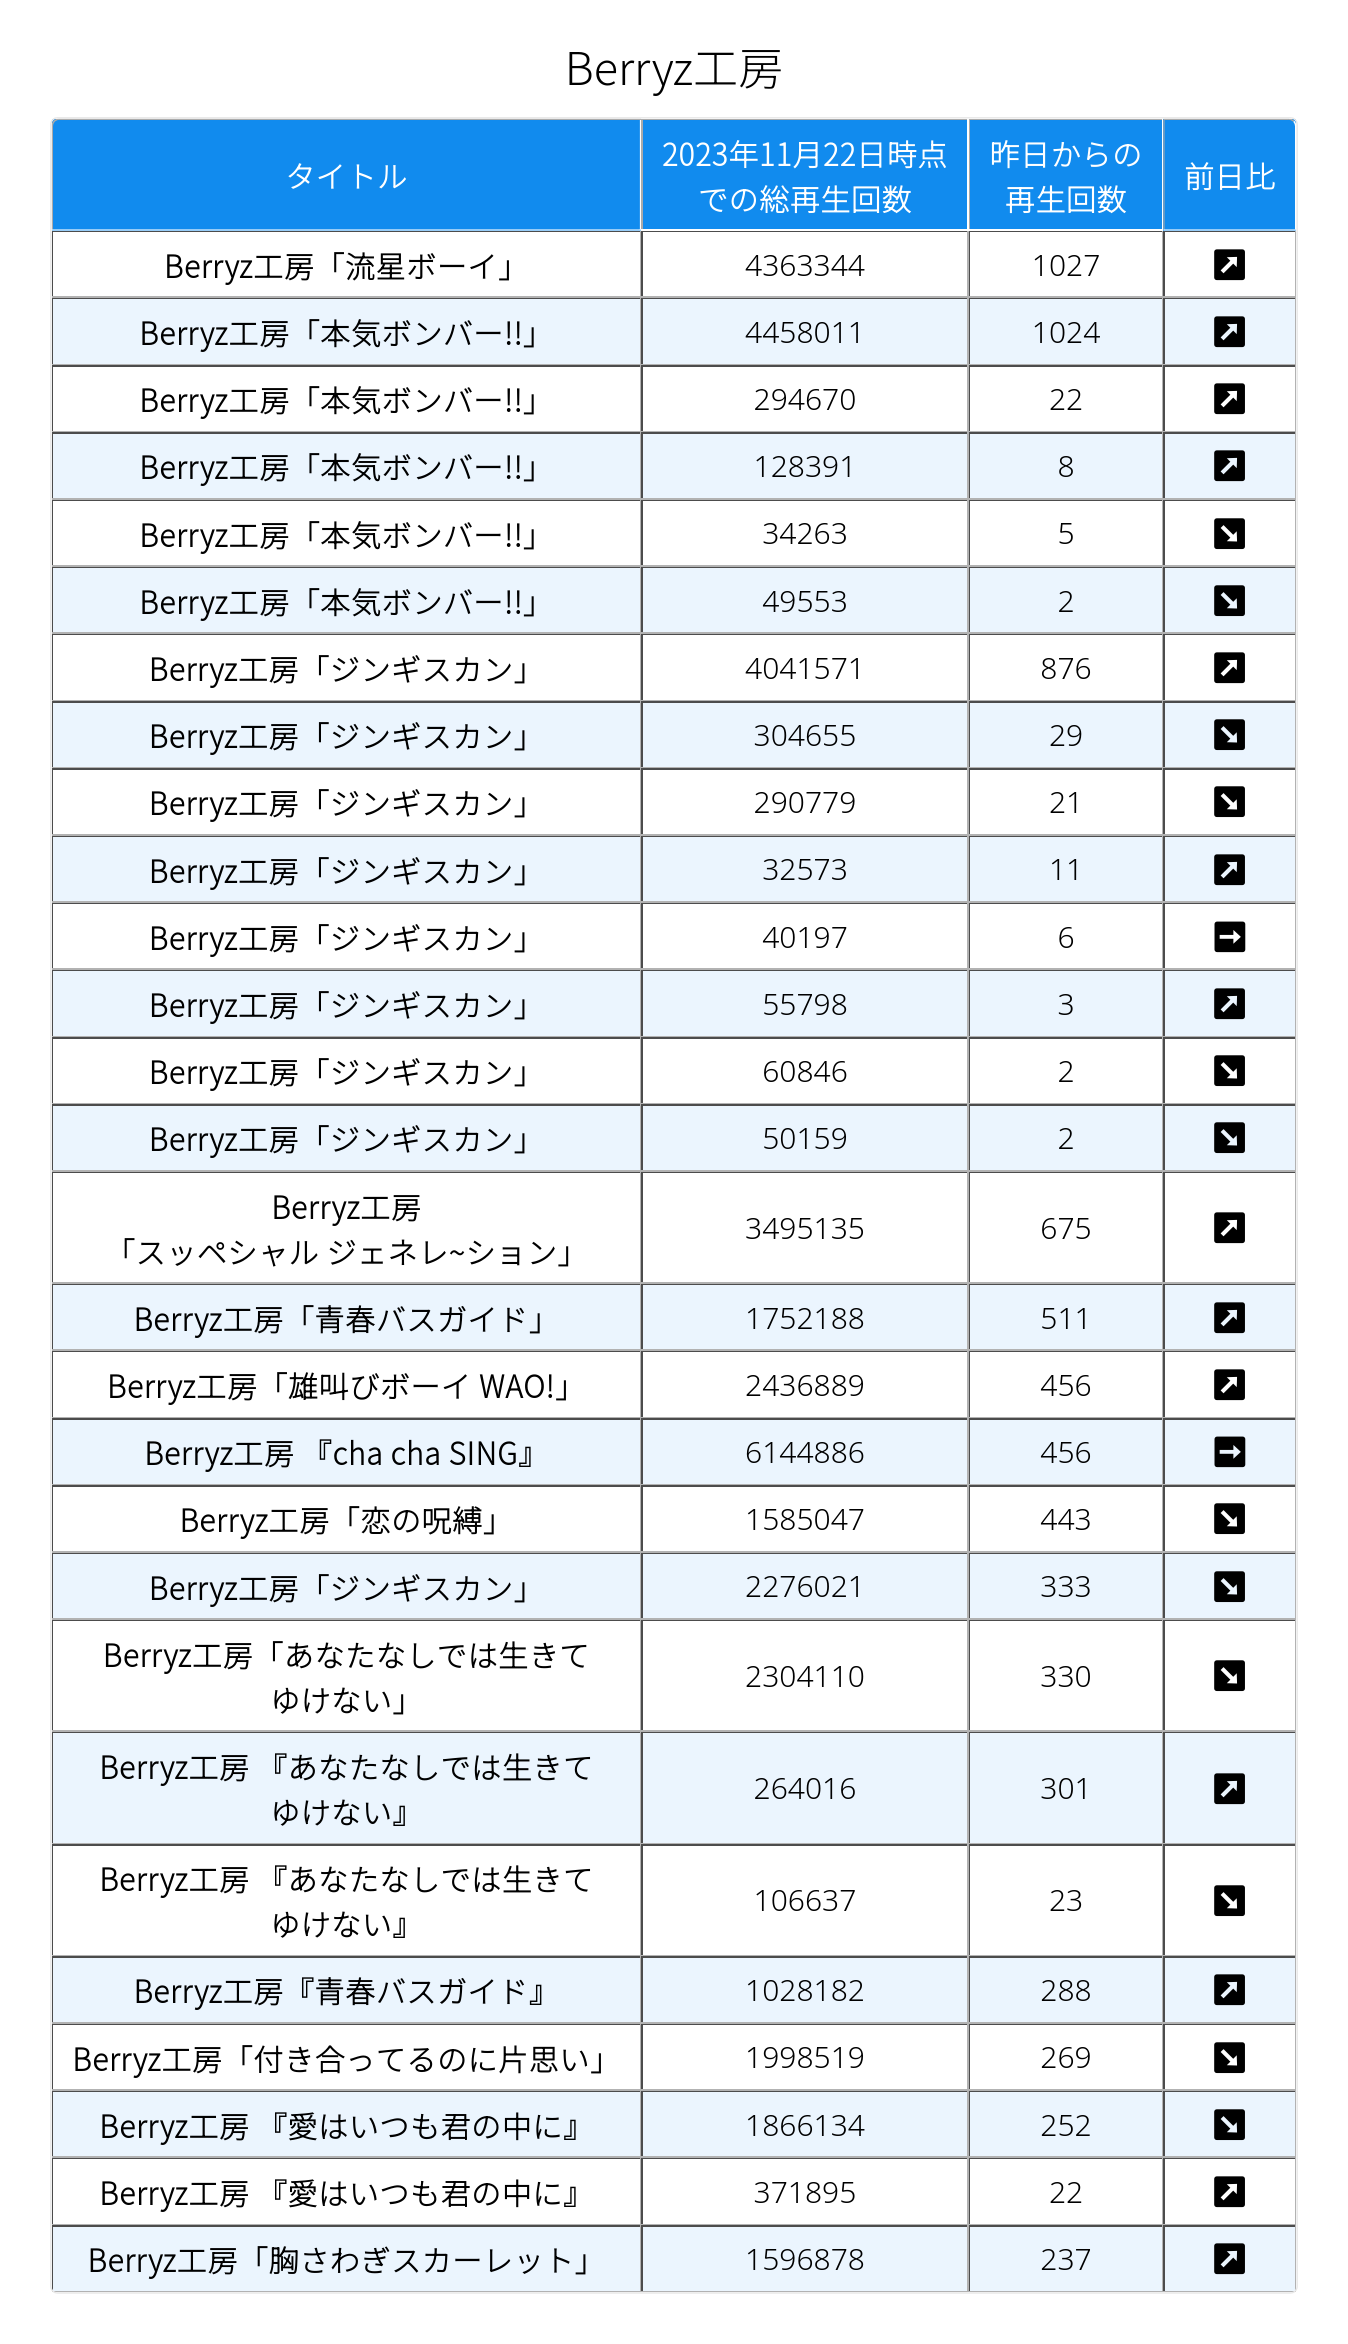 Berryz工房
タイトル
2023年11月22日時点
での総再生回数
昨日からの
再生回数
前日比
Berryz工房「流星ボーイ」 4363344 1027 ↗
Berryz工房「本気ボンバー!!」 4458011 1024 ↗
Berryz工房「本気ボンバー!!」 294670 22 ↗
Berryz工房「本気ボンバー!!」 128391 8 ↗
Berryz工房「本気ボンバー!!」 34263 5 ↘
Berryz工房「本気ボンバー!!」 49553 2 ↘
Berryz工房「ジンギスカン」 4041571 876 ↗
Berryz工房「ジンギスカン」 304655 29 ↘
Berryz工房「ジンギスカン」 290779 21 ↘
Berryz工房「ジンギスカン」 32573 11 ↗
Berryz工房「ジンギスカン」 40197 6 →
Berryz工房「ジンギスカン」 55798 3 ↗
Berryz工房「ジンギスカン」 60846 2 ↘
Berryz工房「ジンギスカン」 50159 2 ↘
Berryz工房
「スッペシャル ジェネレ~ション」 3495135 675 ↗
Berryz工房「青春バスガイド」 1752188 511 ↗
Berryz工房「雄叫びボーイ WAO!」 2436889 456 ↗
Berryz工房 『cha cha SING』 6144886 456 →
Berryz工房「恋の呪縛」 1585047 443 ↘
Berryz工房「ジンギスカン」 2276021 333 ↘
Berryz工房「あなたなしでは生きて
ゆけない」 2304110 330 ↘
Berryz工房 『あなたなしでは生きて
ゆけない』 264016 301 ↗
Berryz工房 『あなたなしでは生きて
ゆけない』 106637 23 ↘
Berryz工房『青春バスガイド』 1028182 288 ↗
Berryz工房「付き合ってるのに片思い」 1998519 269 ↘
Berryz工房 『愛はいつも君の中に』 1866134 252 ↘
Berryz工房 『愛はいつも君の中に』 371895 22 ↗
Berryz工房「胸さわぎスカーレット」 1596878 237 ↗